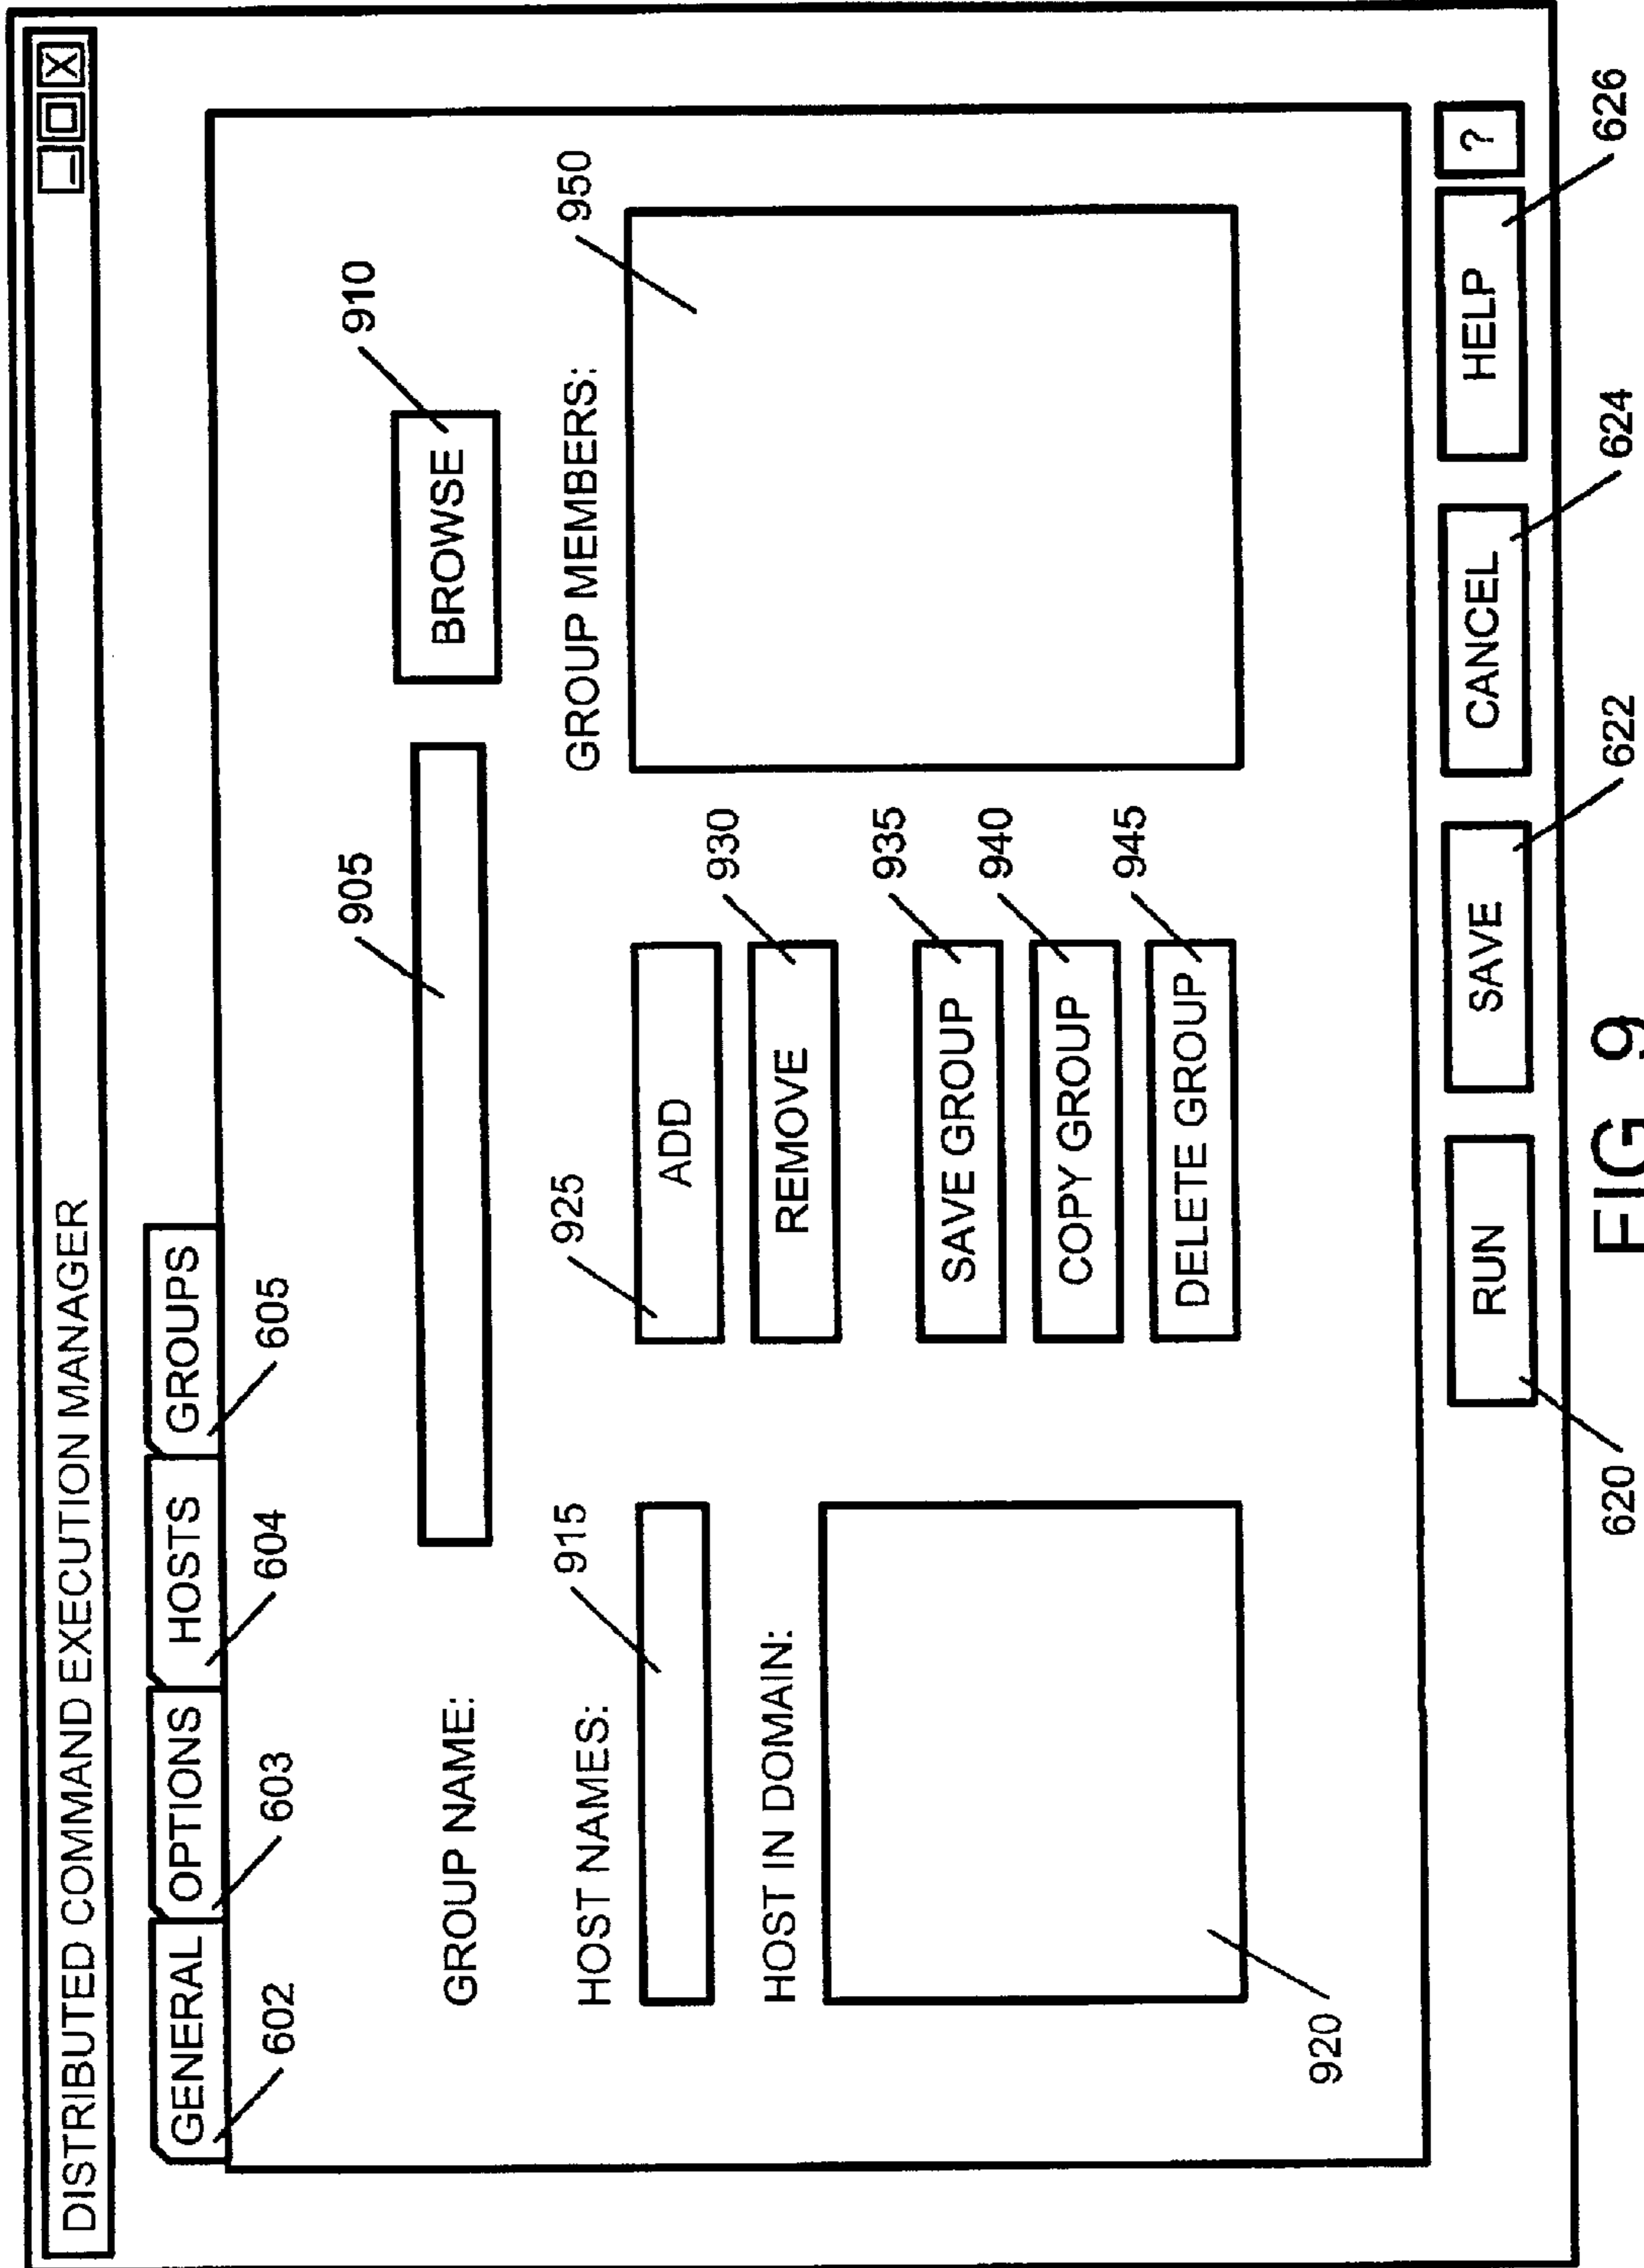 DISTRIBUTED COMMAND EXECUTION MANAGER
_ X
GENERAL OPTIONS HOSTS GROUPS
602 603 604 605
905 910
GROUP NAME: BROWSE
915 925 950
HOST NAMES: GROUP MEMBERS:
ADD
930
HOST IN DOMAIN: REMOVE
935
SAVE GROUP
940
COPY GROUP
945
DELETE GROUP
920
RUN SAVE CANCEL HELP ?
620 622 624 626
FIG 9